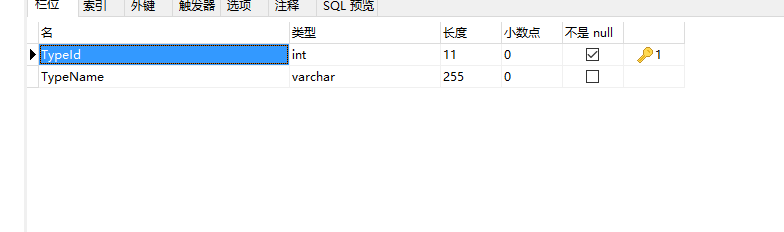 栏位 索引 外键 触发器 选项 注释 SQL 预览
名 类型 长度 小数点 不是 null
TypeId int 11 0 1
TypeName varchar 255 0